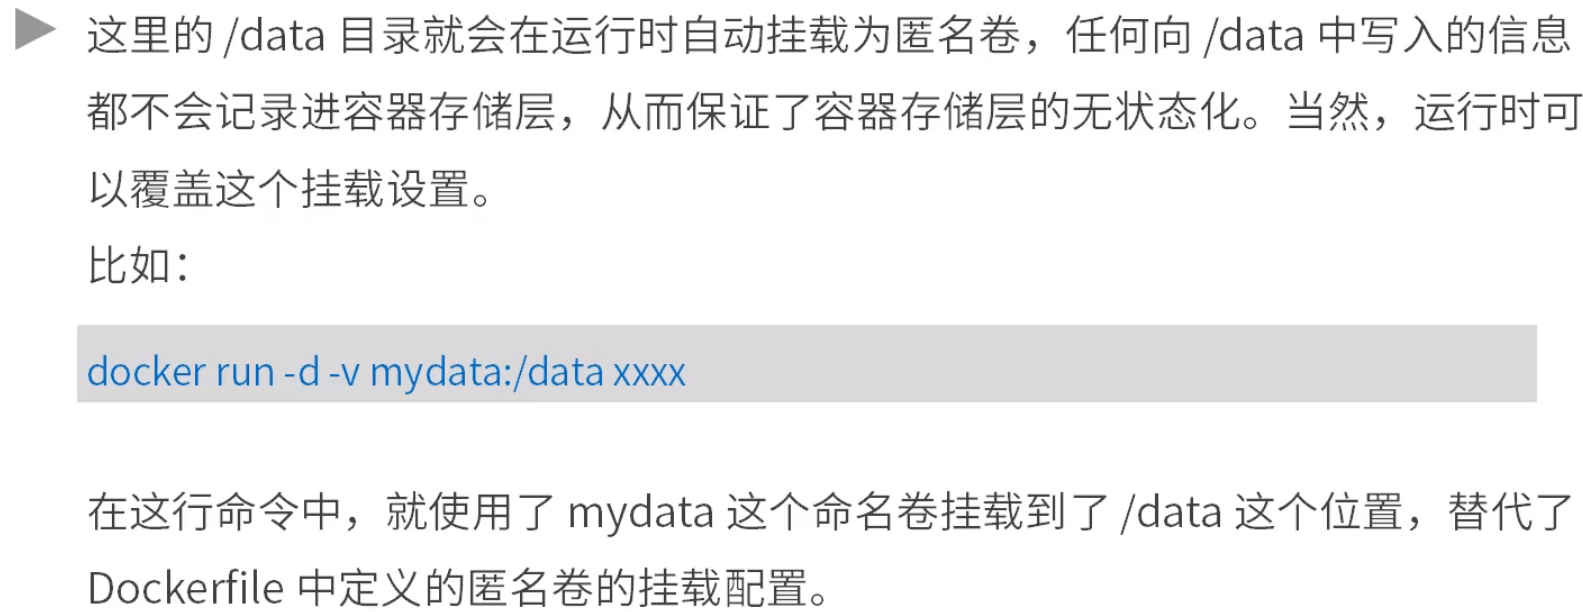 这里的 /data 目录就会在运行时自动挂载为匿名卷，任何向 /data 中写入的信息
都不会记录进容器存储层，从而保证了容器存储层的无状态化。当然，运行时可
以覆盖这个挂载设置。
比如：
docker run -d -v mydata:/data xxxx
在这行命令中，就使用了 mydata 这个命名卷挂载到了 /data 这个位置，替代了
Dockerfile 中定义的匿名卷的挂载配置。